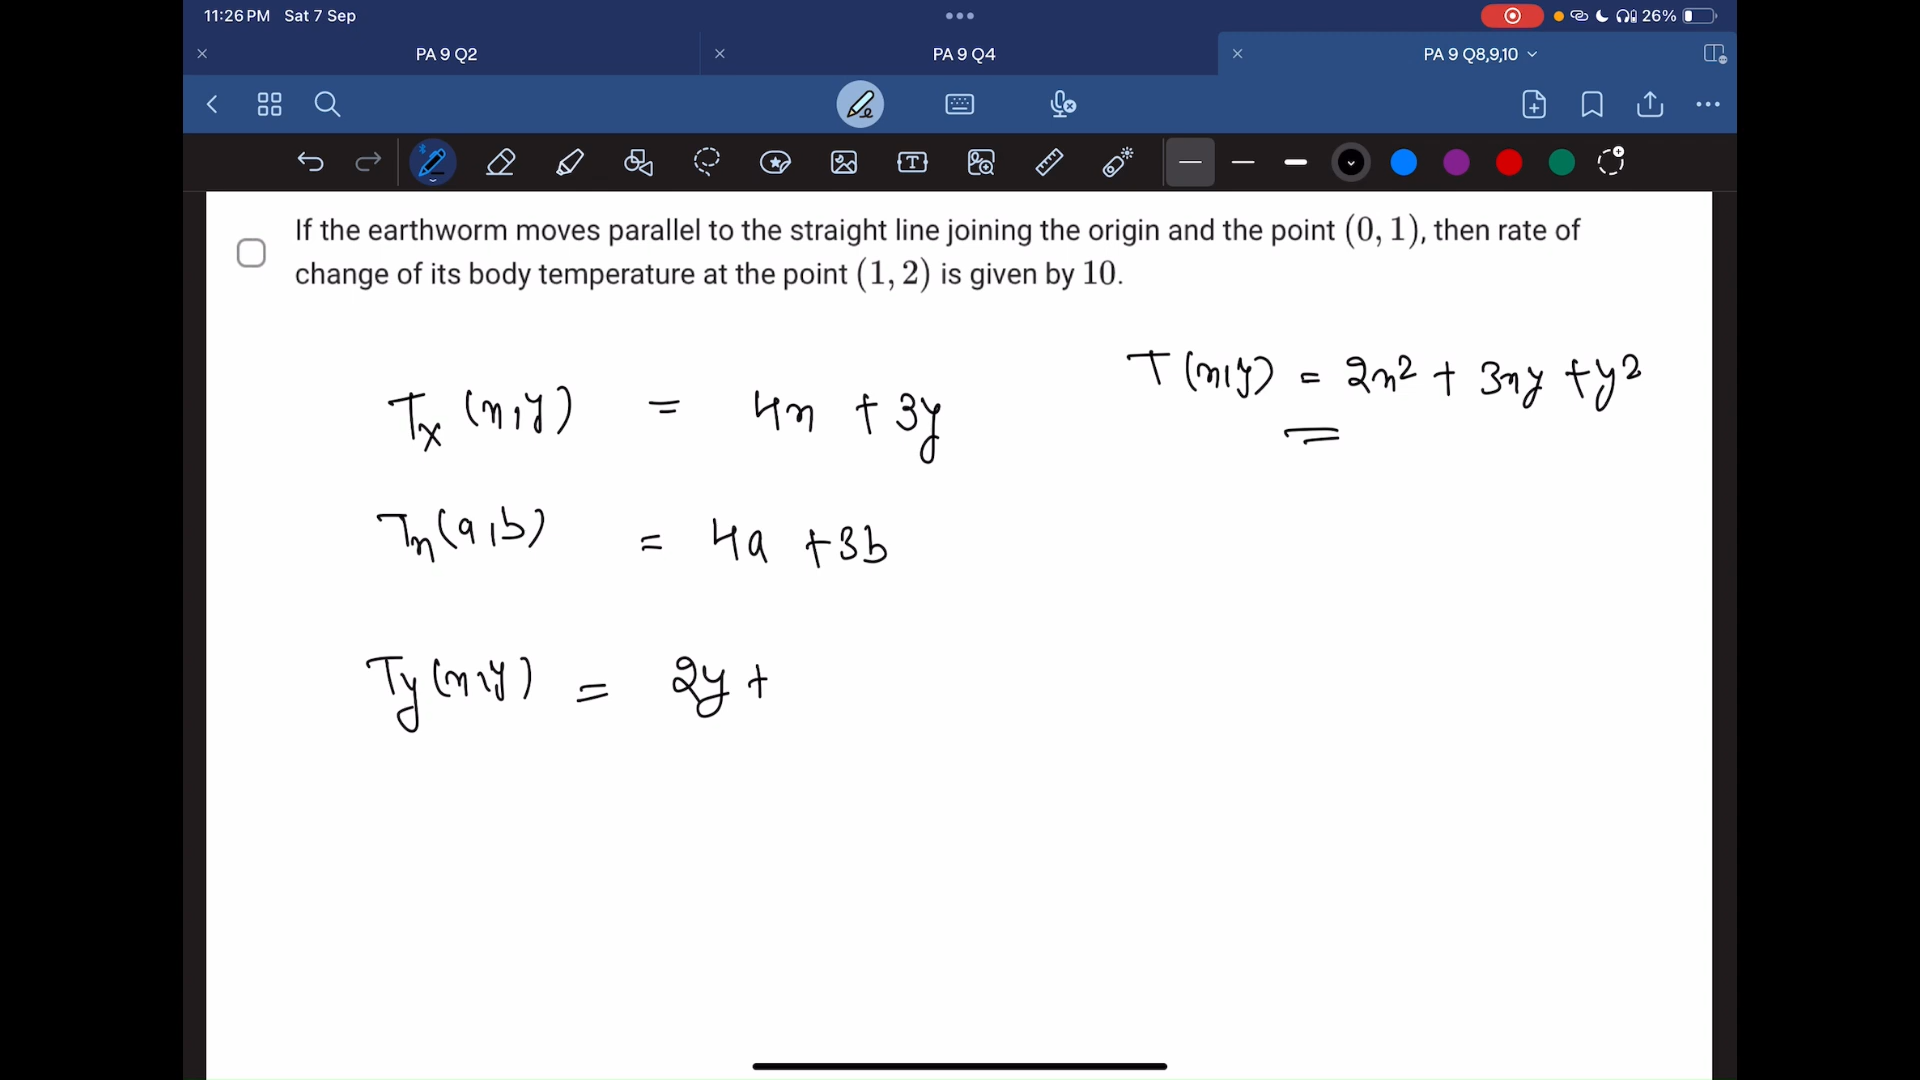 11:26 PM Sat 7 Sep
26%
PA 9 Q2
PA 9 Q4
PA 9 Q8,9,10
If the earthworm moves parallel to the straight line joining the origin and the point (0, 1), then rate of
change of its body temperature at the point (1, 2) is given by 10.
T(x,y) = 2x² + 3xy + y²
Tx (x,y) = 4x + 3y
Tx(a,b) = 4a + 3b
Ty(x,y) = 2y +